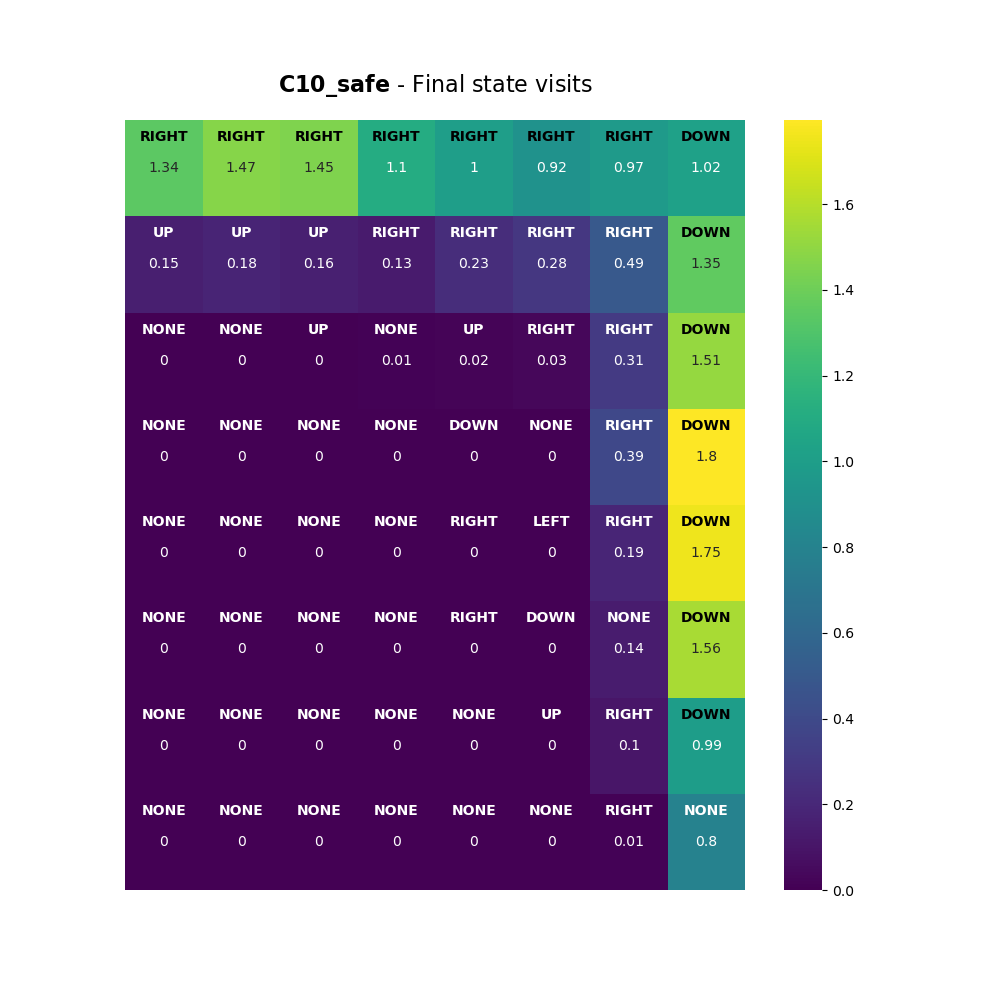 C10_safe - Final state visits
RIGHT RIGHT RIGHT RIGHT RIGHT RIGHT RIGHT DOWN
1.34 1.47 1.45 1.1 1 0.92 0.97 1.02
UP UP UP RIGHT RIGHT RIGHT RIGHT DOWN
0.15 0.18 0.16 0.13 0.23 0.28 0.49 1.35
NONE NONE UP NONE UP RIGHT RIGHT DOWN
0 0 0 0.01 0.02 0.03 0.31 1.51
NONE NONE NONE NONE DOWN NONE RIGHT DOWN
0 0 0 0 0 0 0.39 1.8
NONE NONE NONE NONE RIGHT LEFT RIGHT DOWN
0 0 0 0 0 0 0.19 1.75
NONE NONE NONE NONE RIGHT DOWN NONE DOWN
0 0 0 0 0 0 0.14 1.56
NONE NONE NONE NONE NONE UP RIGHT DOWN
0 0 0 0 0 0 0.1 0.99
NONE NONE NONE NONE NONE NONE RIGHT NONE
0 0 0 0 0 0 0.01 0.8
1.6
1.4
1.2
1.0
0.8
0.6
0.4
0.2
0.0